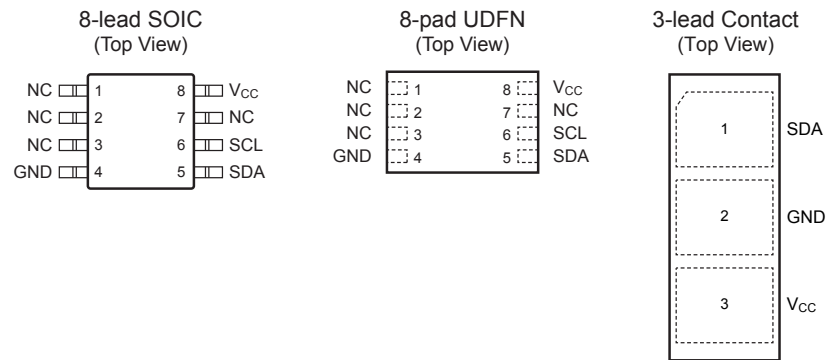 8-lead SOIC
(Top View)
NC 1 8 VCC
NC 2 7 NC
NC 3 6 SCL
GND 4 5 SDA
8-pad UDFN
(Top View)
NC 1 8 VCC
NC 2 7 NC
NC 3 6 SCL
GND 4 5 SDA
3-lead Contact
(Top View)
1 SDA
2 GND
3 VCC